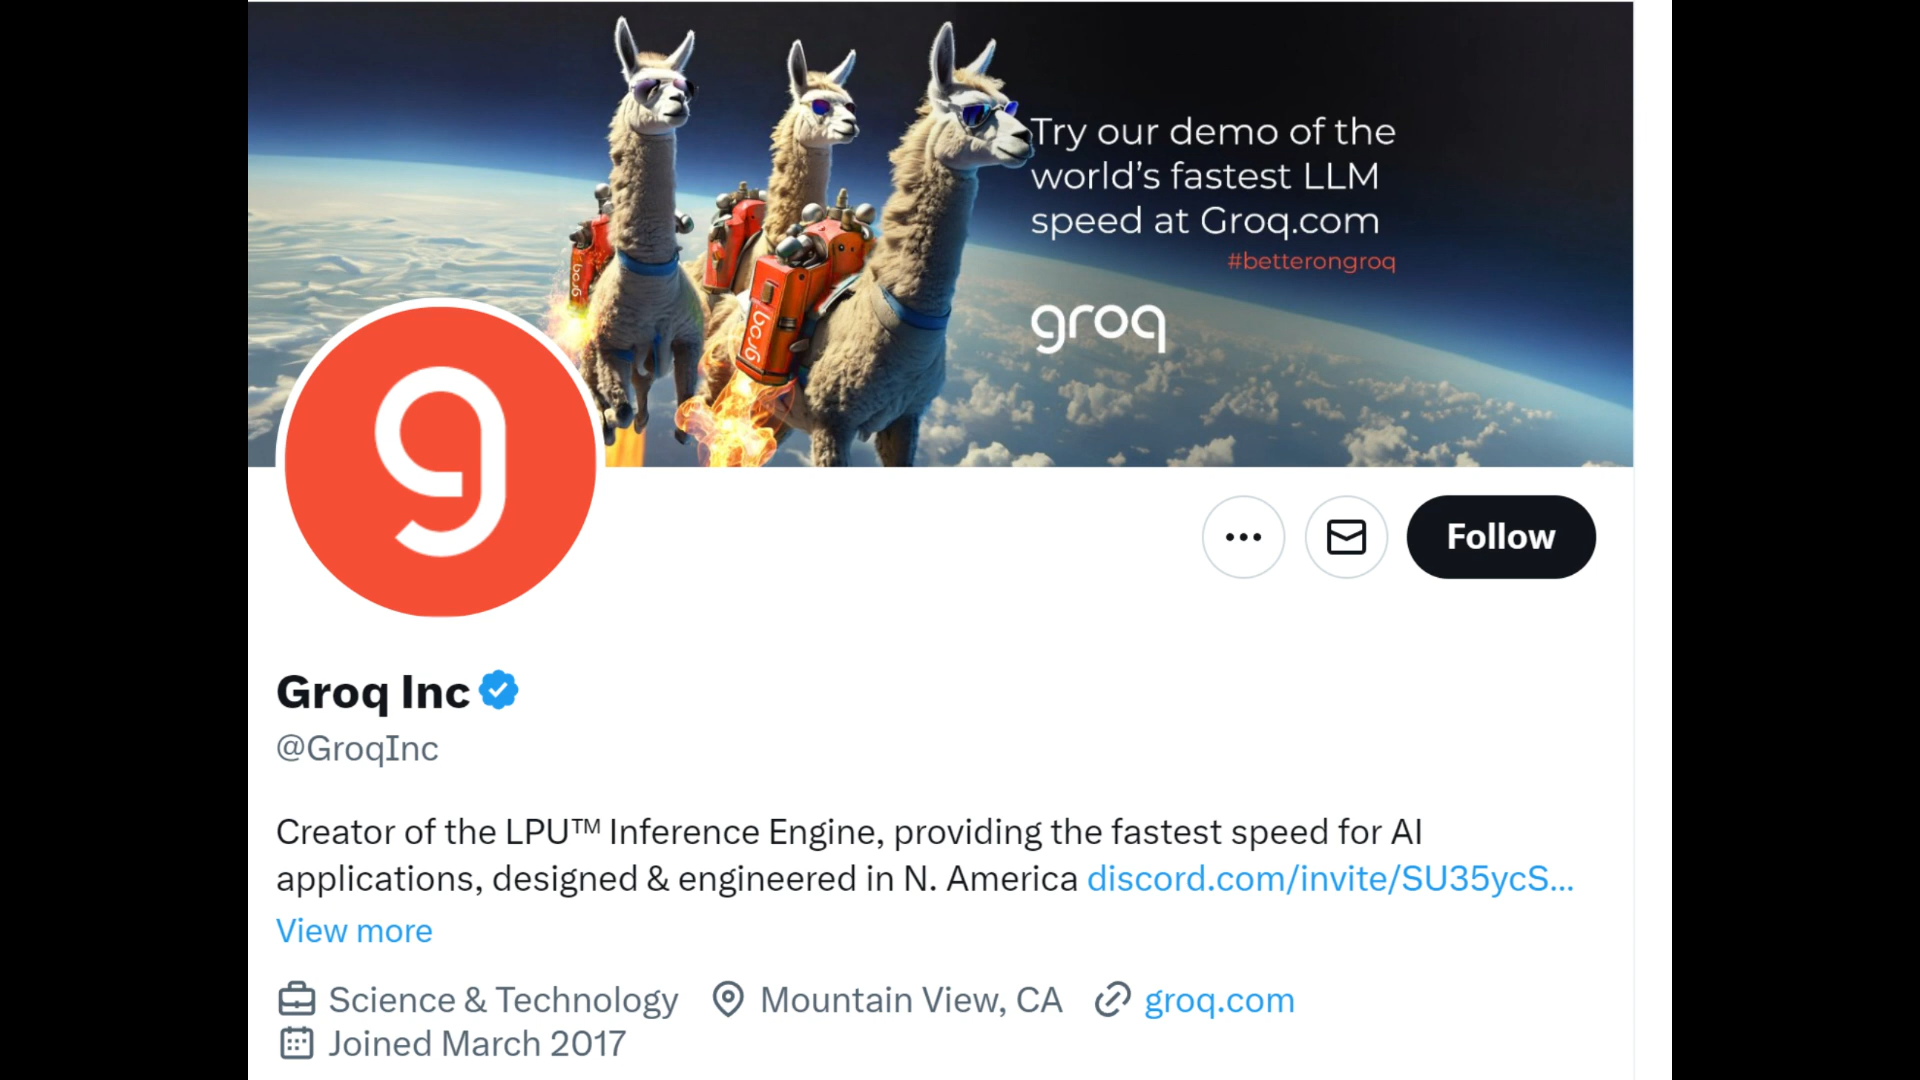 Try our demo of the
world's fastest LLM
speed at Groq.com
#betterongroq
groq
groq
groq
g
Follow
Groq Inc
@GroqInc
Creator of the LPU™ Inference Engine, providing the fastest speed for AI
applications, designed & engineered in N. America discord.com/invite/SU35ycS…
View more
Science & Technology Mountain View, CA groq.com
Joined March 2017